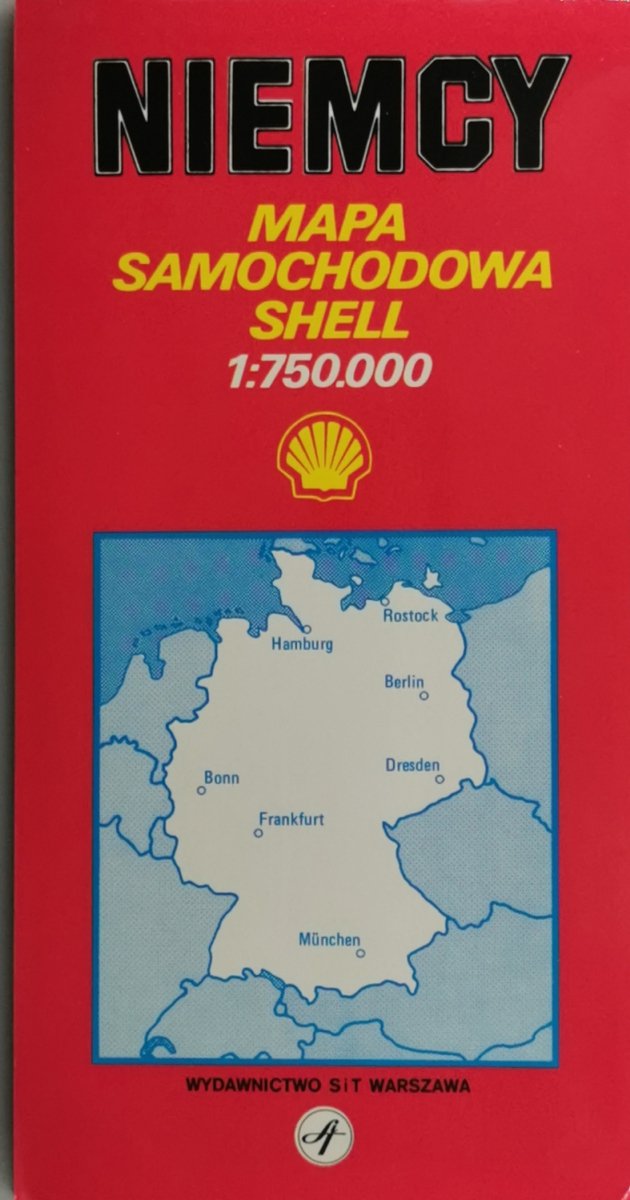 NIEMCY
MAPA
SAMOCHODOWA
SHELL
1:750.000
Rostock
Hamburg
Berlin
Dresden
Bonn
Frankfurt
München
WYDAWNICTWO SiT WARSZAWA